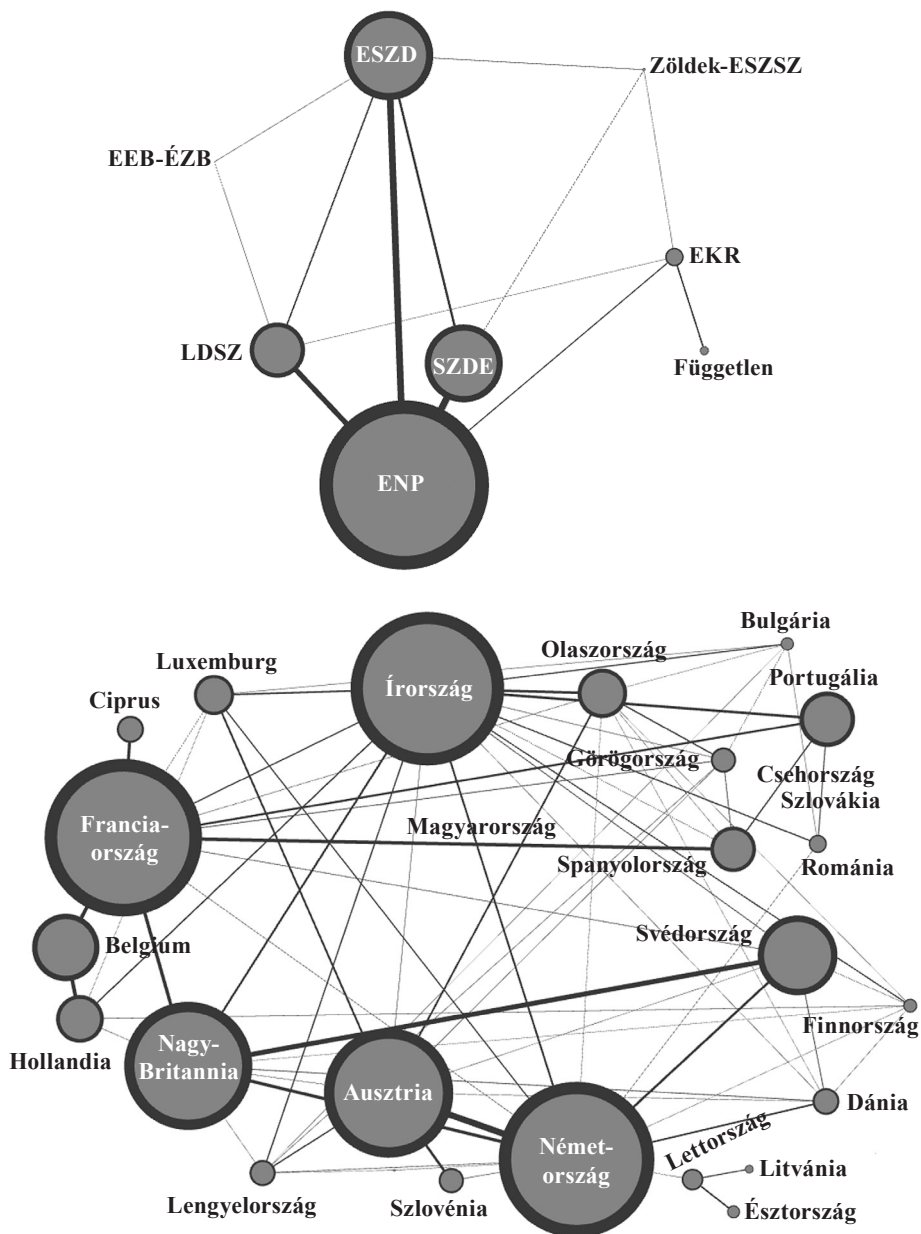 ESZD
Zöldek-ESZSZ
EEB-ÉZB
EKR
LDSZ
SZDE
Független
ENP
Bulgária
Olaszország
Luxemburg
Portugália
Írország
Ciprus
Görögország
Csehország
Szlovákia
Francia-
ország
Magyarország
Spanyolország
Románia
Svédország
Belgium
Finnország
Hollandia
Nagy-
Britannia
Ausztria
Dánia
Német-
ország
Lettország
Litvánia
Lengyelország
Szlovénia
Észtország